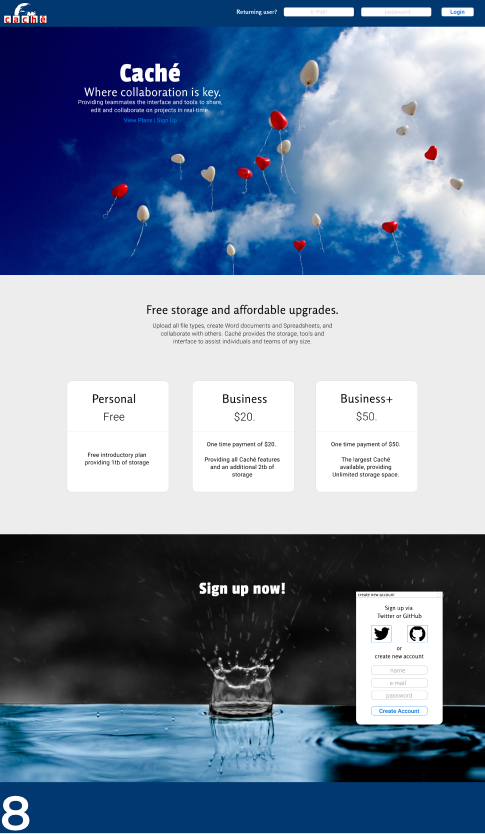 caché
Returning user?
e-mail
password
Login
Caché
Where collaboration is key.
Providing teammates the interface and tools to share,
edit and collaborate on projects in real-time.
View Plans | Sign Up
Free storage and affordable upgrades.
Upload all file types, create Word documents and Spreadsheets, and
collaborate with others. Caché provides the storage, tools and
interface to assist individuals and teams of any size.
Personal
Free
Free introductory plan
providing 1tb of storage
Business
$20.
One time payment of $20.
Providing all Caché features
and an additional 2tb of
storage
Business+
$50.
One time payment of $50.
The largest Caché
available, providing
Unlimited storage space.
Sign up now!
create new account
Sign up via
Twitter or GitHub
or
create new account
name
e-mail
password
Create Account
8